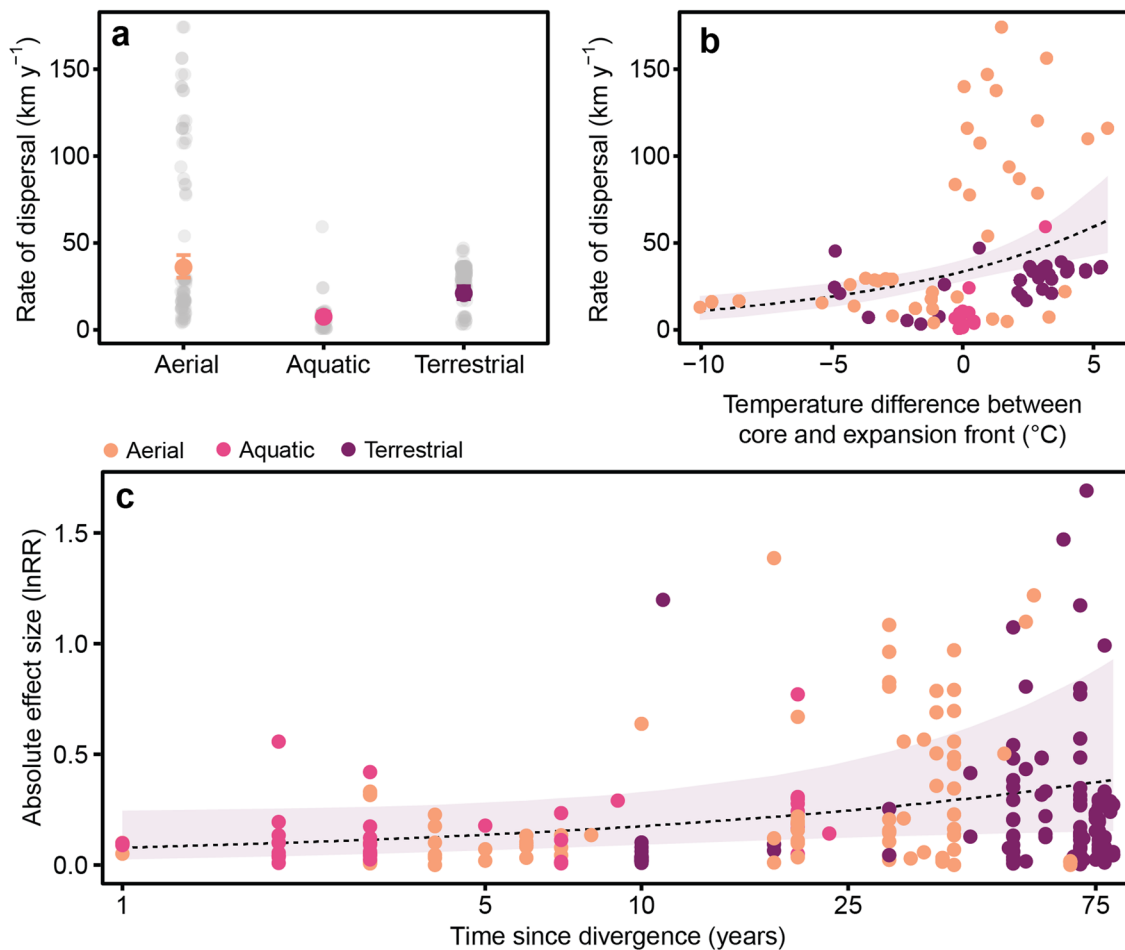 a
Rate of dispersal (km y⁻¹)
150
100
50
0
Aerial
Aquatic
Terrestrial
b
Rate of dispersal (km y⁻¹)
150
100
50
0
−10
−5
0
5
Temperature difference between
core and expansion front (°C)
Aerial
Aquatic
Terrestrial
c
Absolute effect size (lnRR)
1.5
1.0
0.5
0.0
1
5
10
25
75
Time since divergence (years)